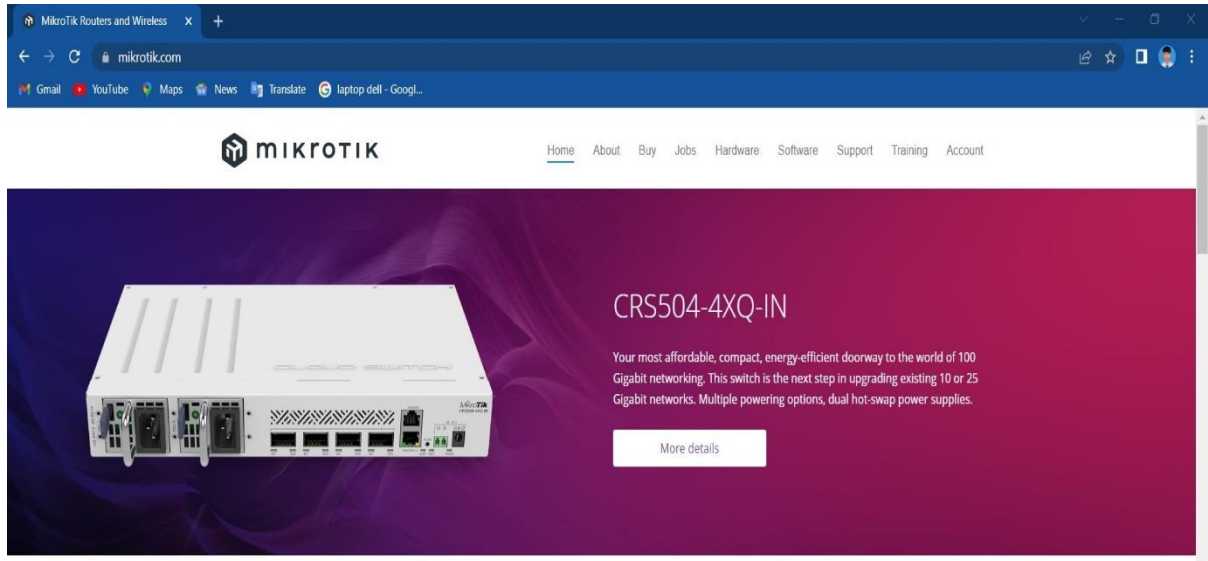 MikroTik Routers and Wireless
mikrotik.com
Gmail YouTube Maps News Translate laptop dell - Googl...
mikrotik Home About Buy Jobs Hardware Software Support Training Account
CRS504-4XQ-IN
Your most affordable, compact, energy-efficient doorway to the world of 100
Gigabit networking. This switch is the next step in upgrading existing 10 or 25
Gigabit networks. Multiple powering options, dual hot-swap power supplies.
More details
CLOUD SWITCH
MikroTik